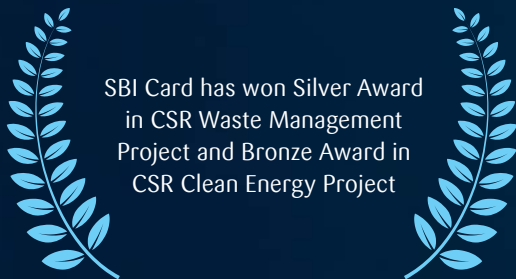 SBI Card has won Silver Award
in CSR Waste Management
Project and Bronze Award in
CSR Clean Energy Project